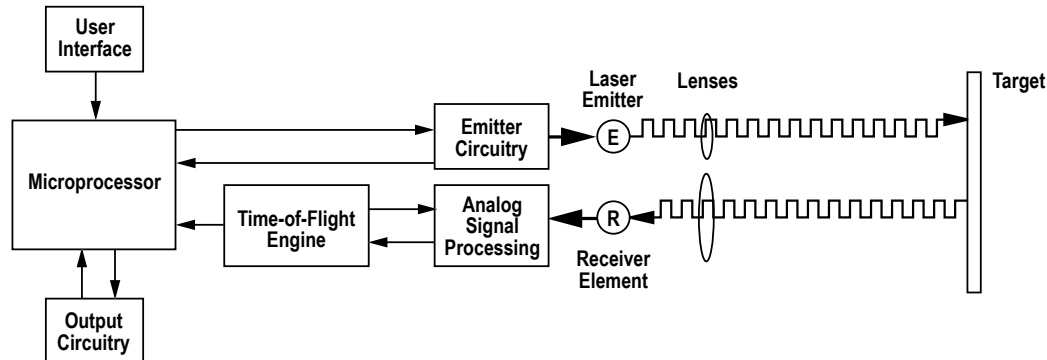 User
Interface
Microprocessor
Output
Circuitry
Time-of-Flight
Engine
Emitter
Circuitry
Analog
Signal
Processing
Laser
Emitter
E
R
Receiver
Element
Lenses
Target